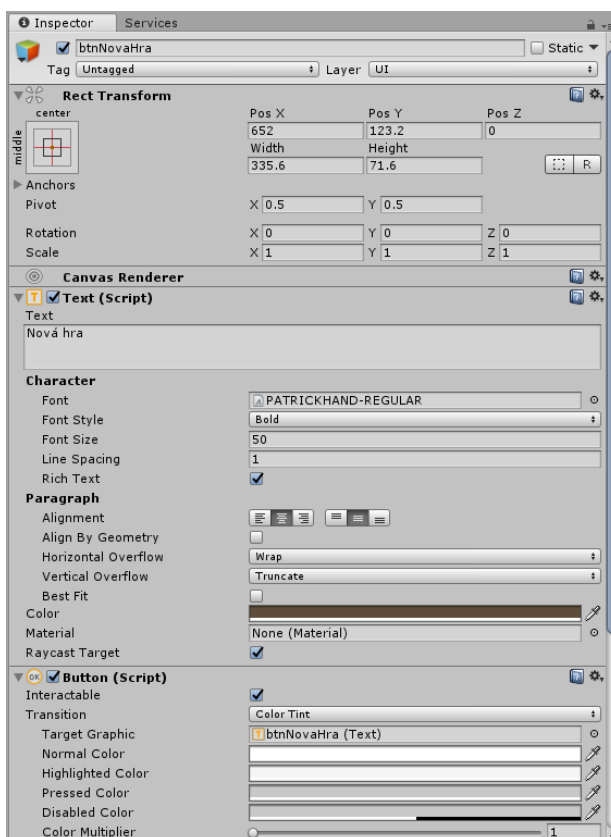 Inspector Services
btnNovaHra Static
Tag Untagged Layer UI
Rect Transform
center Pos X Pos Y Pos Z
middle 652 123.2 0
Width Height
335.6 71.6 R
Anchors
Pivot X 0.5 Y 0.5
Rotation X 0 Y 0 Z 0
Scale X 1 Y 1 Z 1
Canvas Renderer
T Text (Script)
Text
Nová hra
Character
Font PATRICKHAND-REGULAR
Font Style Bold
Font Size 50
Line Spacing 1
Rich Text
Paragraph
Alignment
Align By Geometry
Horizontal Overflow Wrap
Vertical Overflow Truncate
Best Fit
Color
Material None (Material)
Raycast Target
OK Button (Script)
Interactable
Transition Color Tint
Target Graphic T btnNovaHra (Text)
Normal Color
Highlighted Color
Pressed Color
Disabled Color
Color Multiplier 1